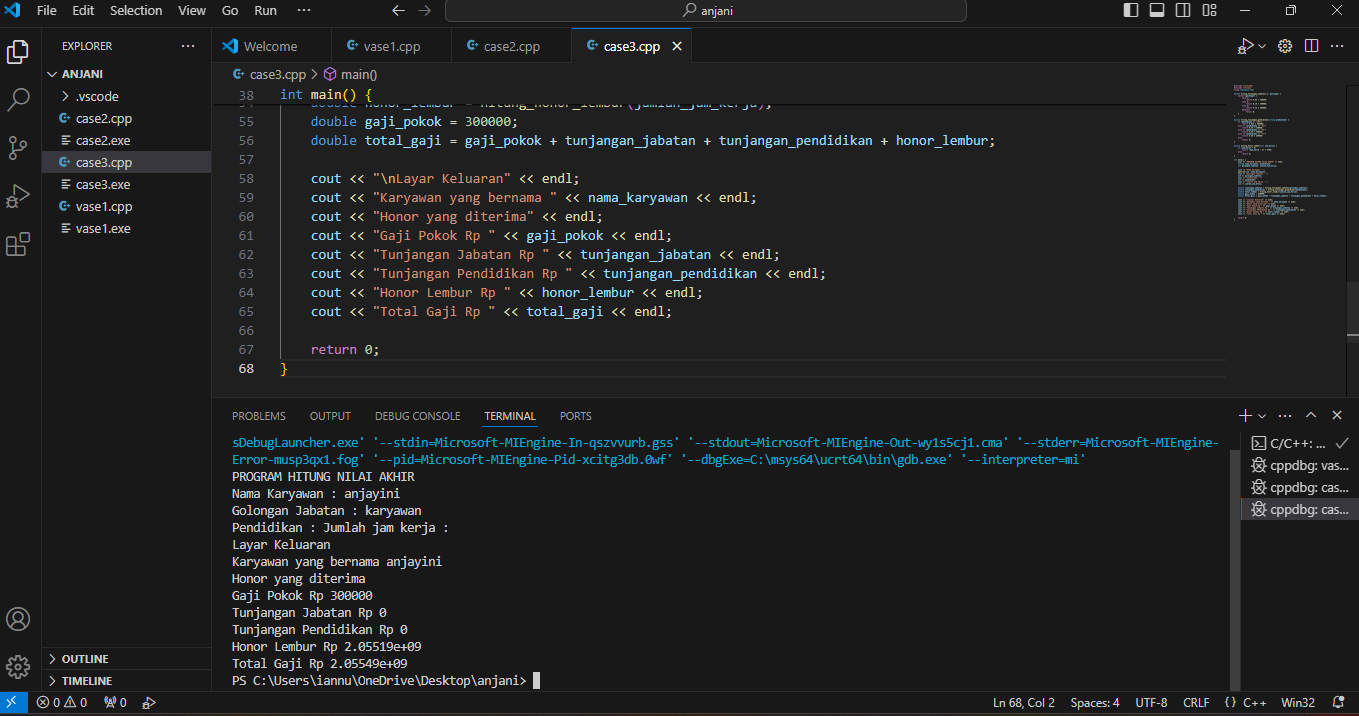 File Edit Selection View Go Run ··· anjani
EXPLORER ···
Welcome vase1.cpp case2.cpp case3.cpp
ANJANI
.vscode
case2.cpp
case2.exe
case3.cpp
case3.exe
vase1.cpp
vase1.exe
OUTLINE
TIMELINE
case3.cpp > main()
38 int main() {
double honor_lembur = hitung_honor_lembur(jumlah_jam_kerja);
55 double gaji_pokok = 300000;
56 double total_gaji = gaji_pokok + tunjangan_jabatan + tunjangan_pendidikan + honor_lembur;
57
58 cout << "\nLayar Keluaran" << endl;
59 cout << "Karyawan yang bernama " << nama_karyawan << endl;
60 cout << "Honor yang diterima" << endl;
61 cout << "Gaji Pokok Rp " << gaji_pokok << endl;
62 cout << "Tunjangan Jabatan Rp " << tunjangan_jabatan << endl;
63 cout << "Tunjangan Pendidikan Rp " << tunjangan_pendidikan << endl;
64 cout << "Honor Lembur Rp " << honor_lembur << endl;
65 cout << "Total Gaji Rp " << total_gaji << endl;
66
67 return 0;
68 }
PROBLEMS OUTPUT DEBUG CONSOLE TERMINAL PORTS
sDebugLauncher.exe' '--stdin=Microsoft-MIEngine-In-qszvvurb.gss' '--stdout=Microsoft-MIEngine-Out-wy1s5cj1.cma' '--stderr=Microsoft-MIEngine-
Error-musp3qx1.fog' '--pid=Microsoft-MIEngine-Pid-xcitg3db.0wf' '--dbgExe=C:\msys64\ucrt64\bin\gdb.exe' '--interpreter=mi'
PROGRAM HITUNG NILAI AKHIR
Nama Karyawan : anjayini
Golongan Jabatan : karyawan
Pendidikan : Jumlah jam kerja :
Layar Keluaran
Karyawan yang bernama anjayini
Honor yang diterima
Gaji Pokok Rp 300000
Tunjangan Jabatan Rp 0
Tunjangan Pendidikan Rp 0
Honor Lembur Rp 2.05519e+09
Total Gaji Rp 2.05549e+09
PS C:\Users\iannu\OneDrive\Desktop\anjani>
C/C++: ...
cppdbg: vas...
cppdbg: cas...
cppdbg: cas...
0 0 0 Ln 68, Col 2 Spaces: 4 UTF-8 CRLF {} C++ Win32